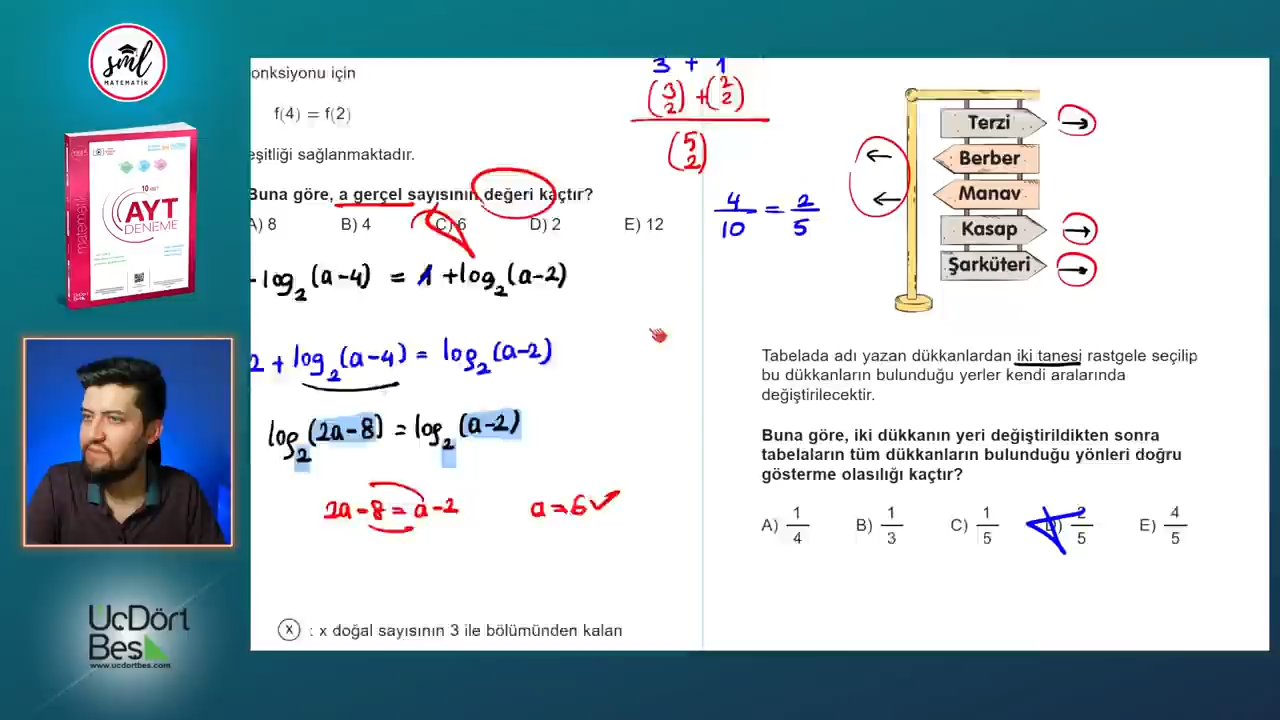 sml
MATEMATİK
10 ADET
AYT
DENEME
matematik
ÜcDört
Bes
www.ucdortbes.com
onksiyonu için
f(4) = f(2)
eşitliği sağlanmaktadır.
Buna göre, a gerçel sayısının değeri kaçtır?
A) 8 B) 4 C) 6 D) 2 E) 12
- log₂(a-4) = 1 + log₂(a-2)
2 + log₂(a-4) = log₂(a-2)
log₂(2a-8) = log₂(a-2)
2a-8 = a-2 a=6 ✓
ⓧ : x doğal sayısının 3 ile bölümünden kalan
3 + 1
(3 2) + (2 2)
(5 2)
4/10 = 2/5
Terzi →
← Berber
← Manav
Kasap →
Şarküteri →
Tabelada adı yazan dükkanlardan iki tanesi rastgele seçilip
bu dükkanların bulunduğu yerler kendi aralarında
değiştirilecektir.
Buna göre, iki dükkanın yeri değiştirildikten sonra
tabelaların tüm dükkanların bulunduğu yönleri doğru
gösterme olasılığı kaçtır?
A) 1/4 B) 1/3 C) 1/5 D) 2/5 E) 4/5